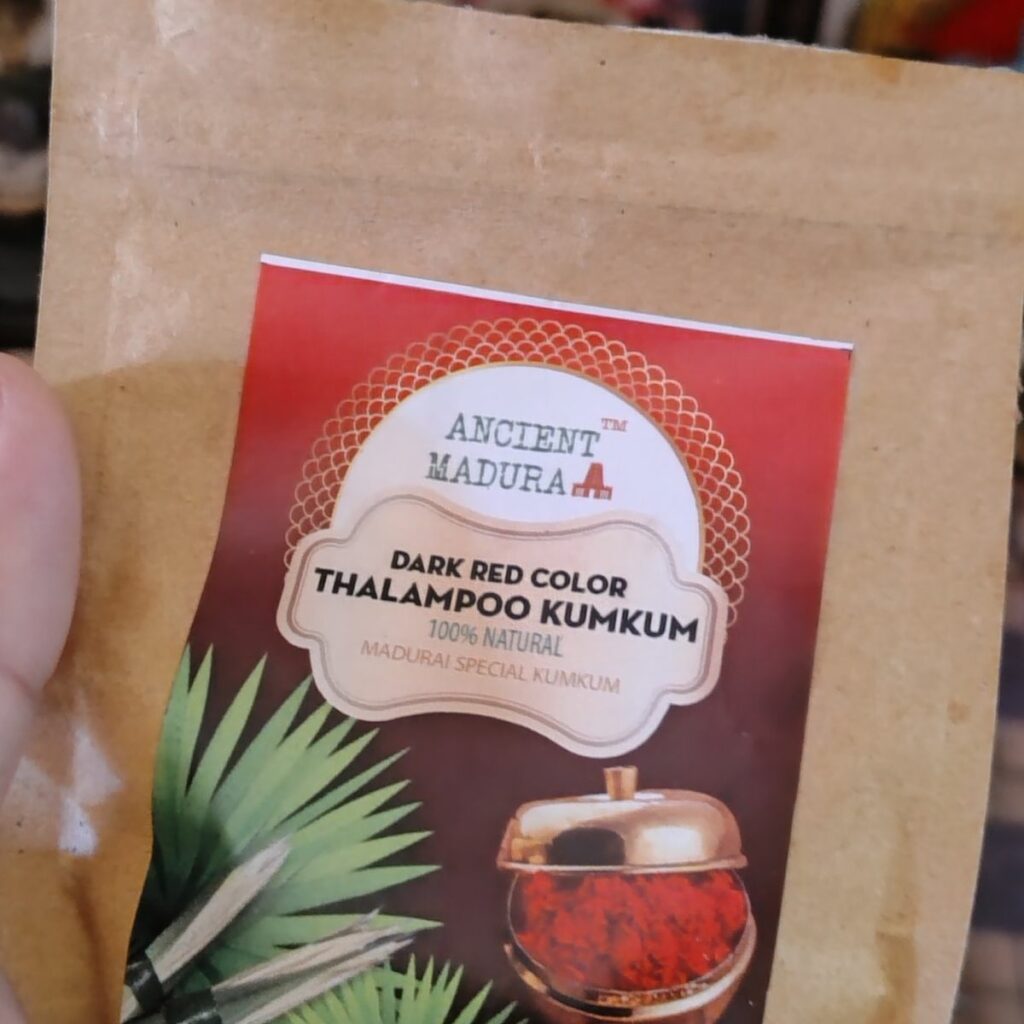 ANCIENT™
MADURA
DARK RED COLOR
THALAMPOO KUMKUM
100% NATURAL
MADURAI SPECIAL KUMKUM